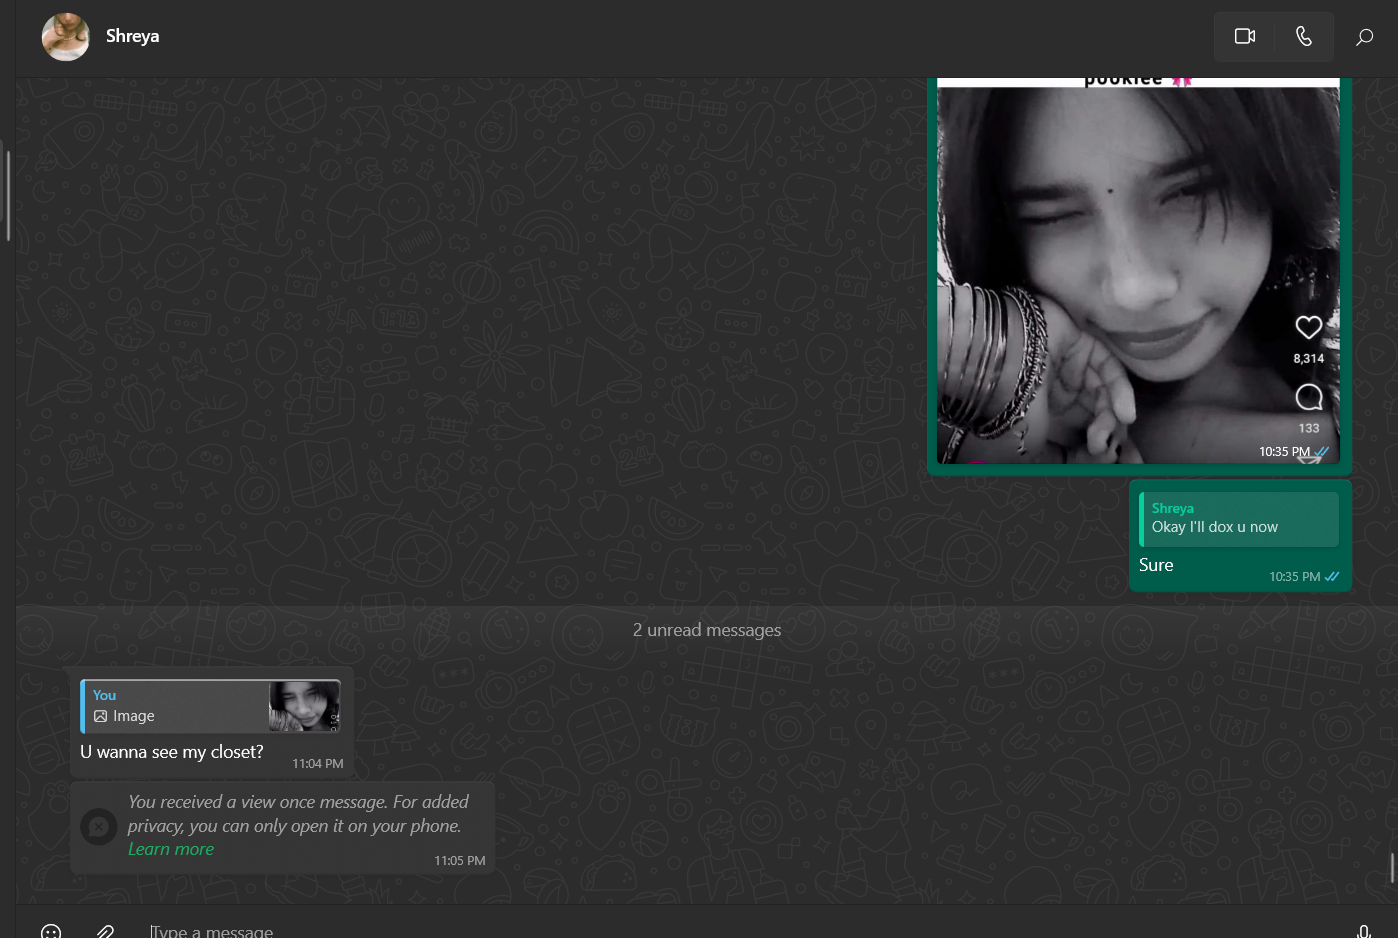 Shreya
pookiee
8,314
133
10:35 PM
Shreya
Okay I'll dox u now
Sure
10:35 PM
2 unread messages
You
Image
U wanna see my closet?
11:04 PM
You received a view once message. For added
privacy, you can only open it on your phone.
Learn more
11:05 PM
Type a message